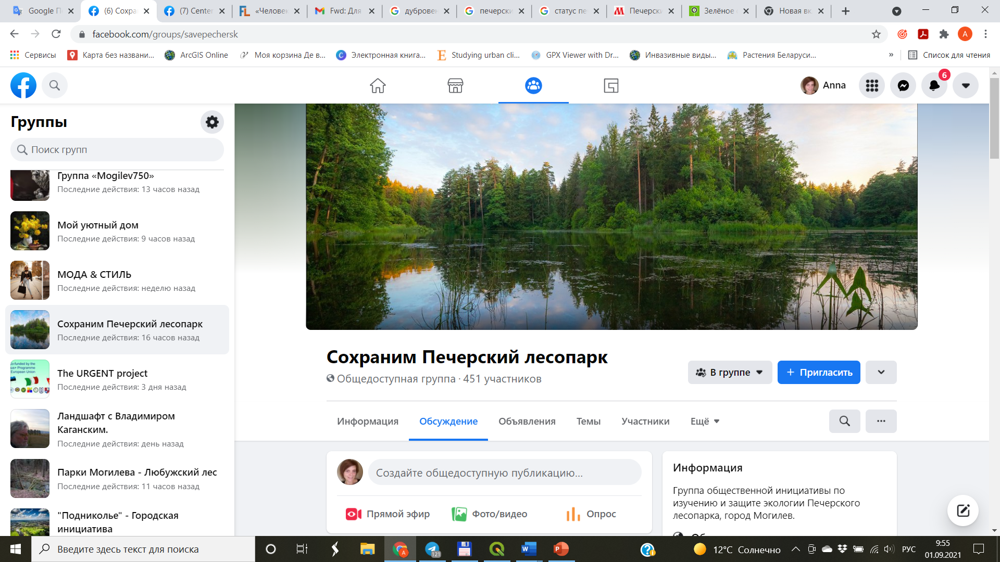 Google П
(6) Сохра
(7) Center
«Человек
Fwd: Для
дубровен
печерски
статус пе
Печерски
Зелёное
Новая вк
facebook.com/groups/savepechersk
A
Сервисы
Карта без названи...
ArcGIS Online
Моя корзина Де в...
Электронная книга...
Studying urban cli...
GPX Viewer with Dr...
Инвазивные виды...
Растения Беларуси...
»
Список для чтения
Anna
6
Группы
Поиск групп
Группа «Mogilev750»
Последние действия: 13 часов назад
Мой уютный дом
Последние действия: 9 часов назад
МОДА & СТИЛЬ
Последние действия: неделю назад
Сохраним Печерский лесопарк
Последние действия: 16 часов назад
The URGENT project
Последние действия: 3 дня назад
Ландшафт с Владимиром
Каганским.
Последние действия: день назад
Парки Могилева - Любужский лес
Последние действия: 11 часов назад
"Подниколье" - Городская
инициатива
Сохраним Печерский лесопарк
Общедоступная группа · 451 участников
В группе
+ Пригласить
Информация
Обсуждение
Объявления
Темы
Участники
Ещё
Создайте общедоступную публикацию...
Прямой эфир
Фото/видео
Опрос
Информация
Группа общественной инициативы по
изучению и защите экологии Печерского
лесопарка, город Могилев.
Введите здесь текст для поиска
121
12°C Солнечно
РУС
9:55
01.09.2021